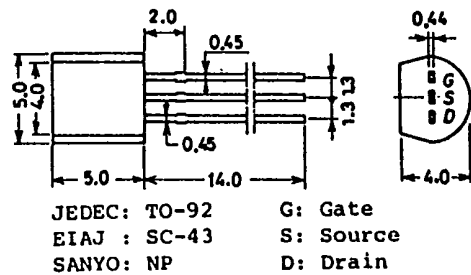 2.0
0.44
0.45
5.0
4.0
1.3
1.3
G
S
D
0.45
5.0
14.0
4.0
JEDEC: TO-92 G: Gate
EIAJ : SC-43 S: Source
SANYO: NP D: Drain